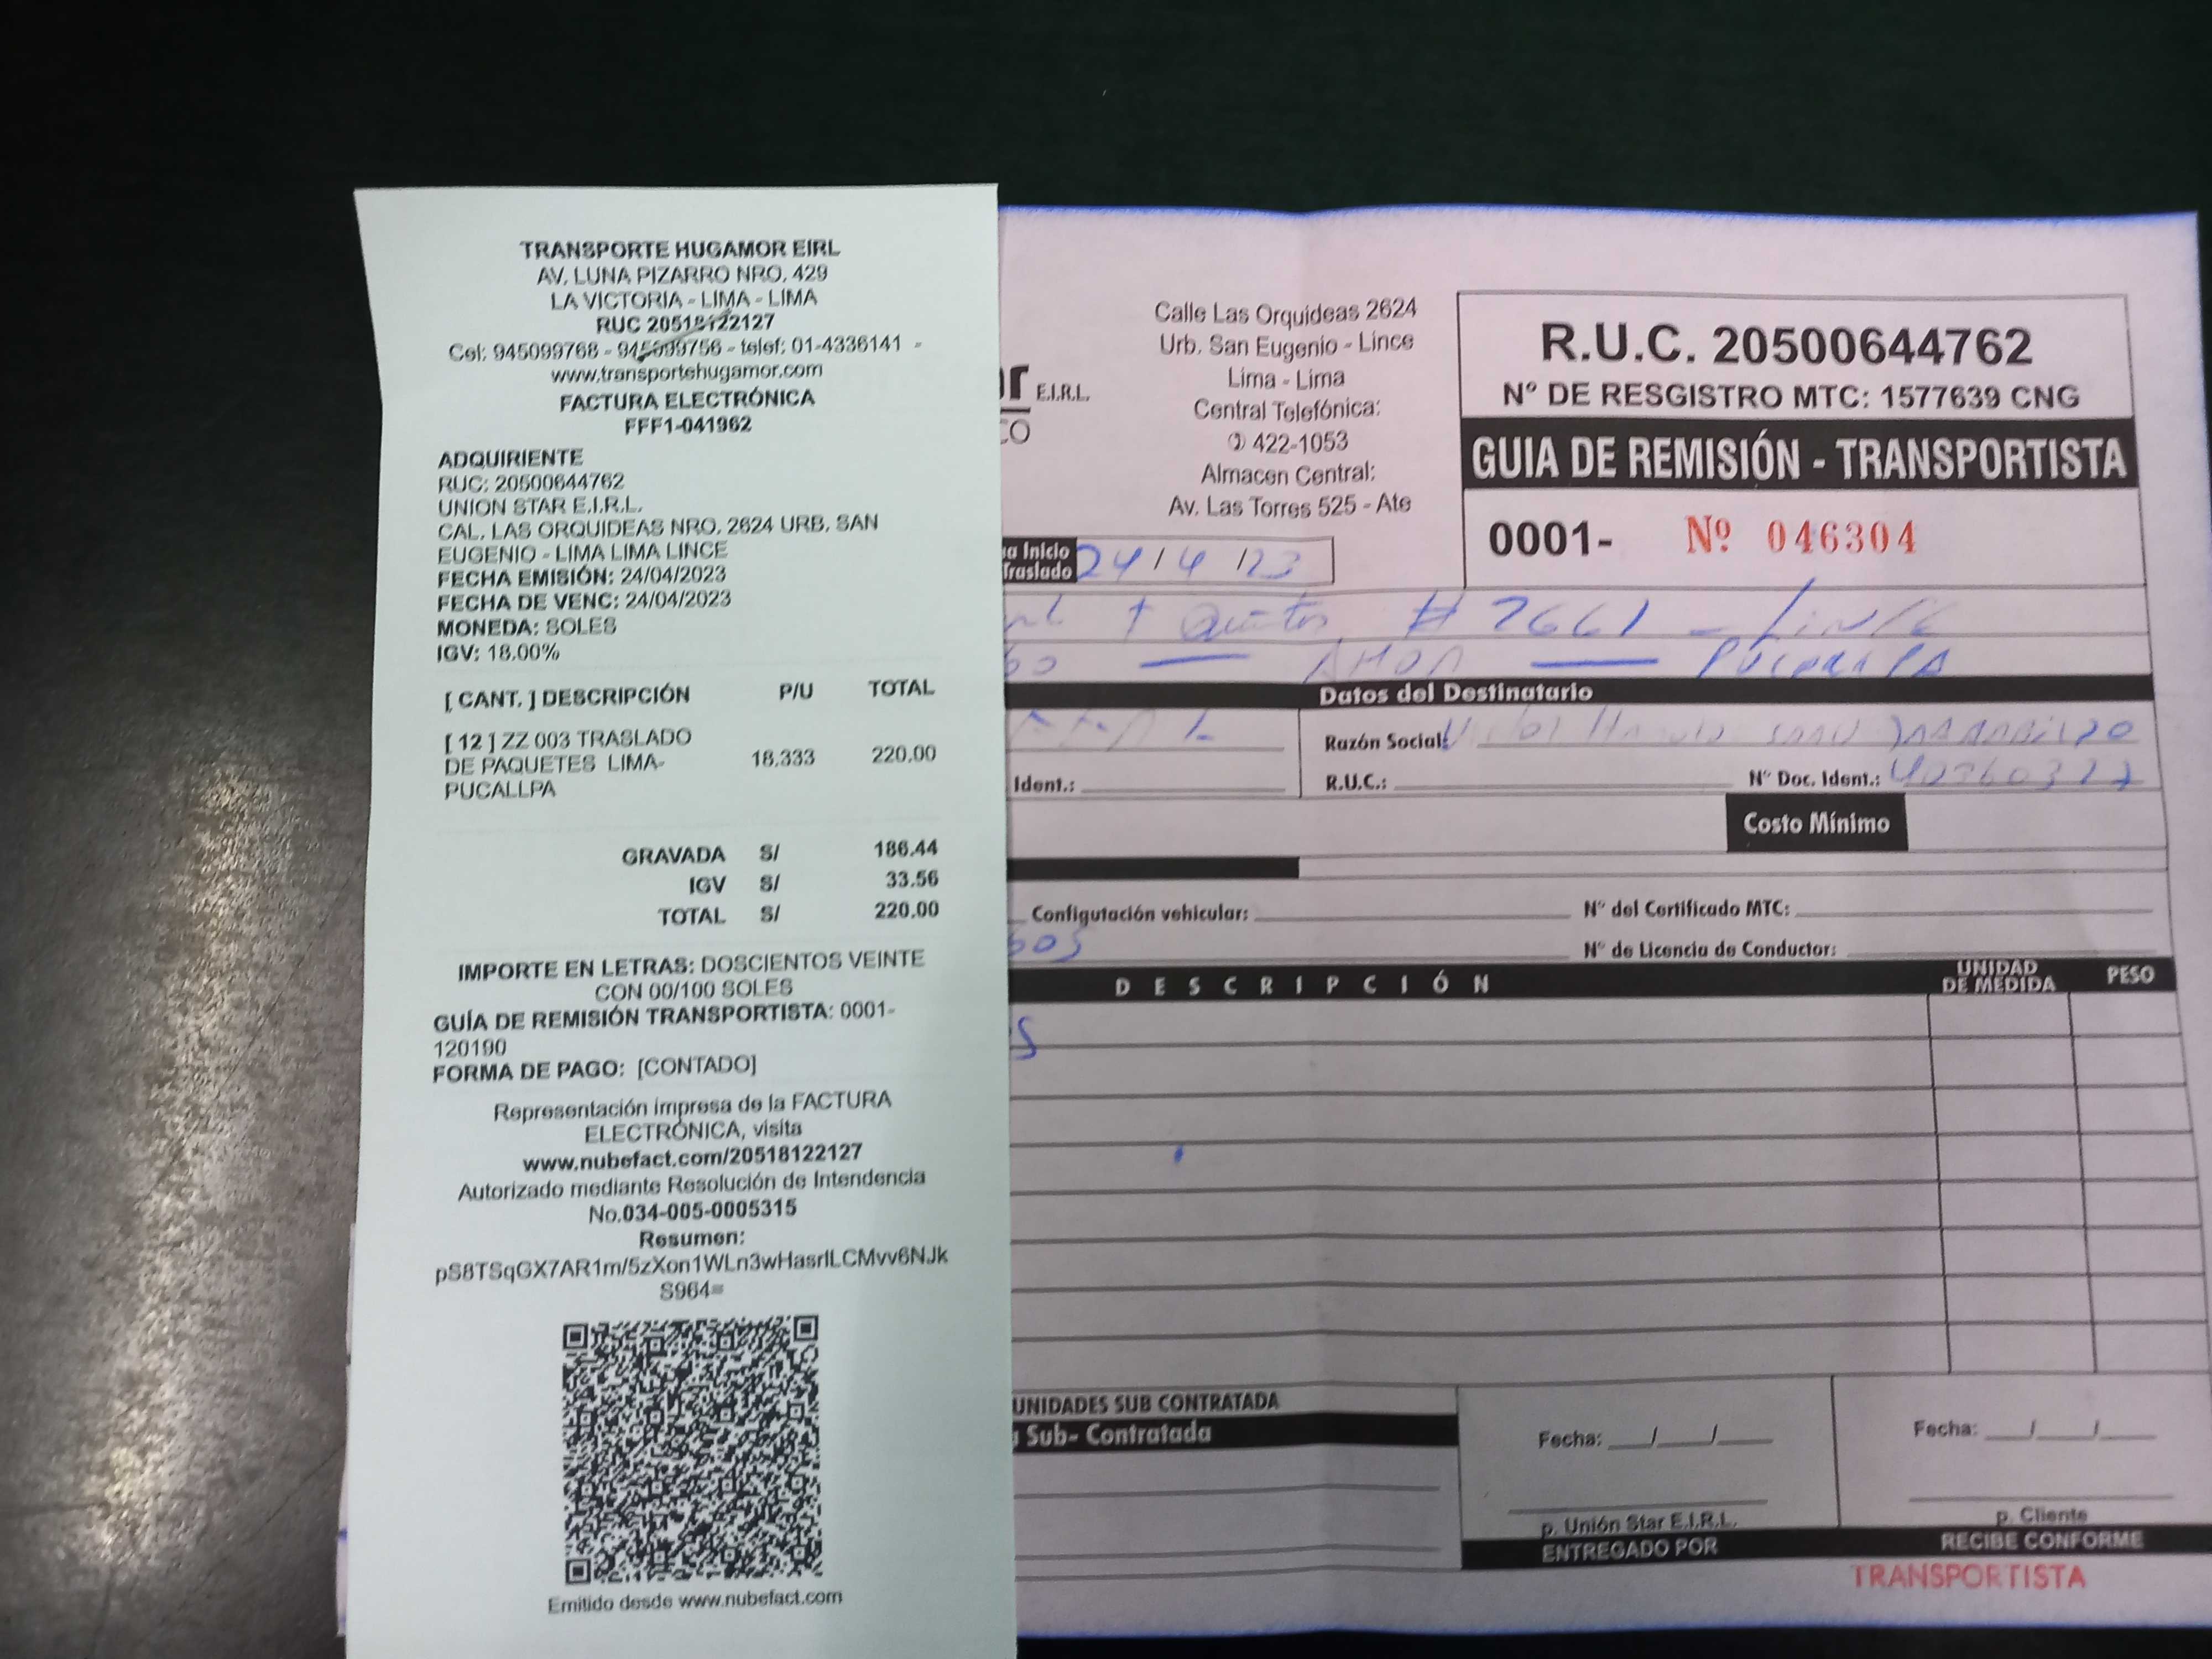 TRANSPORTE HUGAMOR EIRL
AV. LUNA PIZARRO NRO. 429
LA VICTORIA - LIMA - LIMA
RUC 20518122127
Cel: 945099768 - 945099756 - telef: 01-4336141 -
www.transportehugamor.com
FACTURA ELECTRÓNICA
FFF1-041962
ADQUIRIENTE
RUC: 20500644762
UNION STAR E.I.R.L.
CAL. LAS ORQUIDEAS NRO. 2624 URB. SAN
EUGENIO - LIMA LIMA LINCE
FECHA EMISIÓN: 24/04/2023
FECHA DE VENC: 24/04/2023
MONEDA: SOLES
IGV: 18.00%
[ CANT. ] DESCRIPCIÓN P/U TOTAL
[ 12 ] ZZ 003 TRASLADO
DE PAQUETES LIMA- 18.333 220.00
PUCALLPA
GRAVADA S/ 186.44
IGV S/ 33.56
TOTAL S/ 220.00
IMPORTE EN LETRAS: DOSCIENTOS VEINTE
CON 00/100 SOLES
GUÍA DE REMISIÓN TRANSPORTISTA: 0001-
120190
FORMA DE PAGO: [CONTADO]
Representación impresa de la FACTURA
ELECTRÓNICA, visita
www.nubefact.com/20518122127
Autorizado mediante Resolución de Intendencia
No.034-005-0005315
Resumen:
pS8TSqGX7AR1m/5zXon1WLn3wHasrlLCMvv6NJk
S964=
Emitido desde www.nubefact.com
E.I.R.L.
CO
Calle Las Orquideas 2624
Urb. San Eugenio - Lince
Lima - Lima
Central Telefónica:
✆ 422-1053
Almacen Central:
Av. Las Torres 525 - Ate
R.U.C. 20500644762
N° DE RESGISTRO MTC: 1577639 CNG
GUIA DE REMISIÓN - TRANSPORTISTA
0001- Nº 046304
a Inicio
Traslado 24/4/23
# 2661 - Lince
Pucallpa
Datos del Destinatario
Razón Social:
Ident.: R.U.C.: N° Doc. Ident.:
Costo Mínimo
Configutación vehicular: N° del Certificado MTC:
N° de Licencia de Conductor:
DESCRIPCIÓN UNIDAD DE MEDIDA PESO
UNIDADES SUB CONTRATADA
Sub- Contratada
Fecha: / /
p. Unión Star E.I.R.L.
ENTREGADO POR
Fecha: / /
p. Cliente
RECIBE CONFORME
TRANSPORTISTA